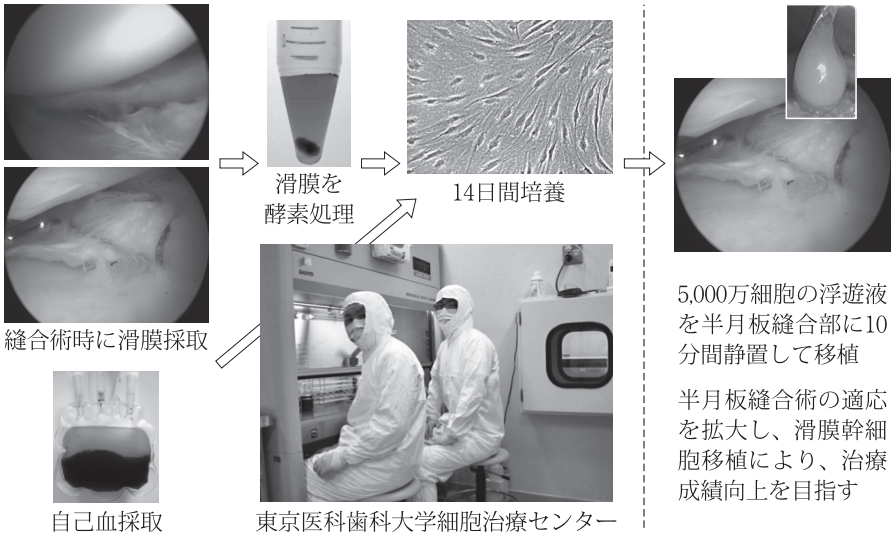 縫合術時に滑膜採取
自己血採取
滑膜を
酵素処理
14日間培養
SANYO
東京医科歯科大学細胞治療センター
5,000万細胞の浮遊液
を半月板縫合部に10
分間静置して移植
半月板縫合術の適応
を拡大し、滑膜幹細
胞移植により、治療
成績向上を目指す